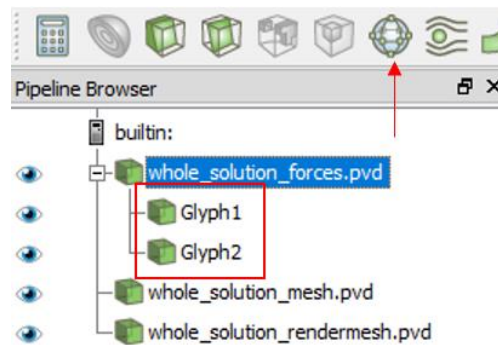 Pipeline Browser
builtin:
whole_solution_forces.pvd
Glyph1
Glyph2
whole_solution_mesh.pvd
whole_solution_rendermesh.pvd